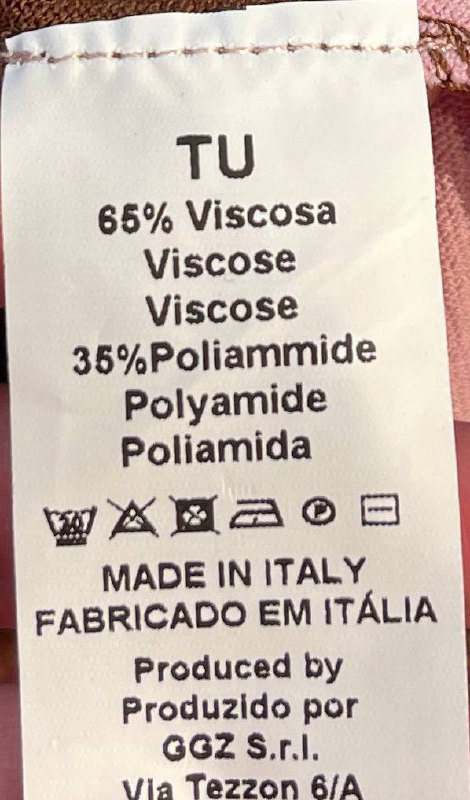 TU
65% Viscosa
Viscose
Viscose
35%Poliammide
Polyamide
Poliamida
P
MADE IN ITALY
FABRICADO EM ITÁLIA
Produced by
Produzido por
GGZ S.r.l.
Via Tezzon 6/A